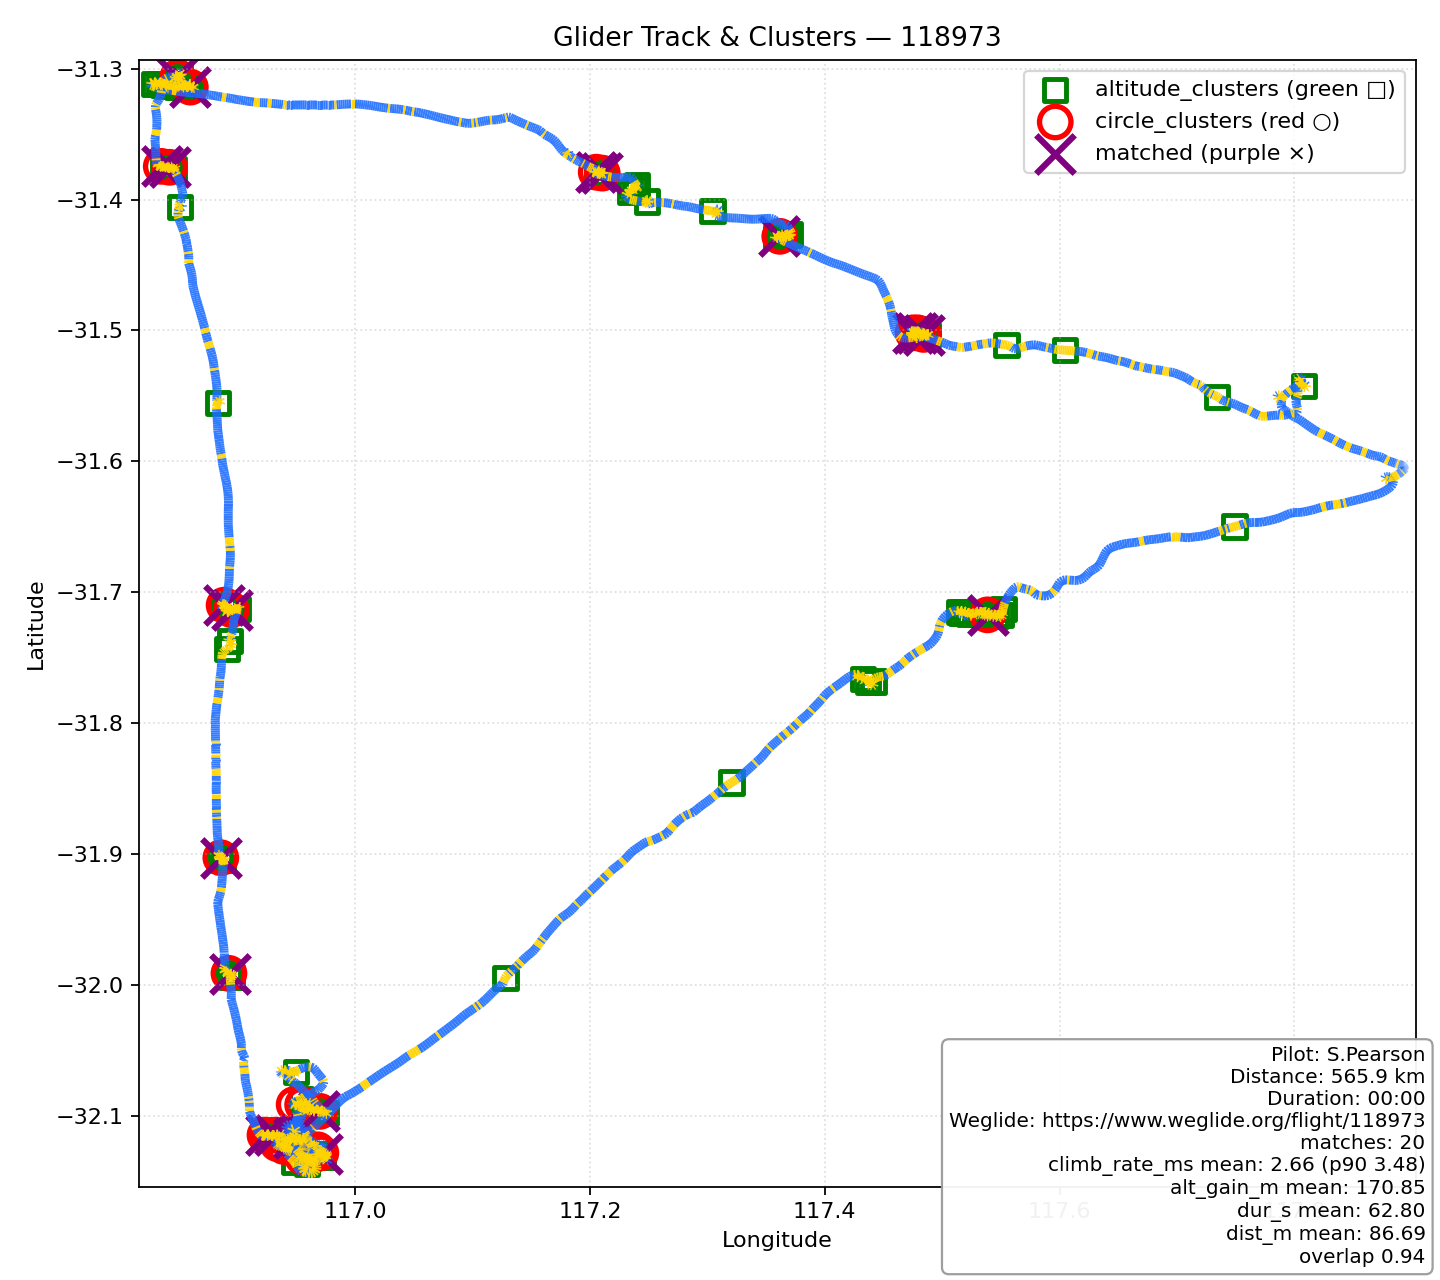 Glider Track & Clusters — 118973
altitude_clusters (green □)
circle_clusters (red ○)
matched (purple ×)
−31.3
−31.4
−31.5
−31.6
−31.7
−31.8
−31.9
−32.0
−32.1
Latitude
117.0
117.2
117.4
117.6
Longitude
Pilot: S.Pearson
Distance: 565.9 km
Duration: 00:00
Weglide: https://www.weglide.org/flight/118973
matches: 20
climb_rate_ms mean: 2.66 (p90 3.48)
alt_gain_m mean: 170.85
dur_s mean: 62.80
dist_m mean: 86.69
overlap 0.94